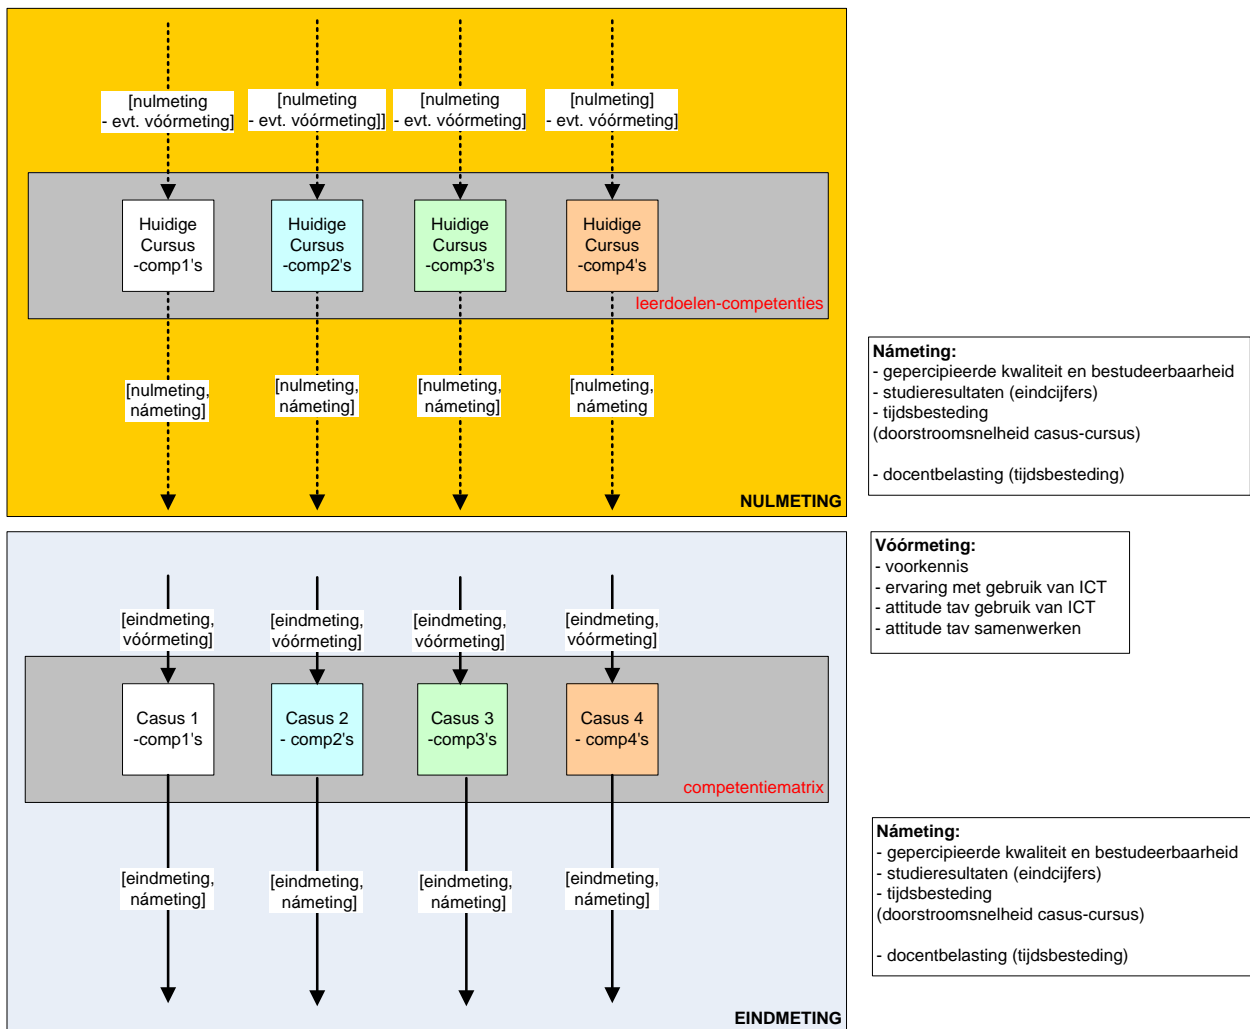 [nulmeting
- evt. vóórmeting]
[nulmeting
- evt. vóórmeting]]
[nulmeting
- evt. vóórmeting]
[nulmeting]
- evt. vóórmeting]
Huidige
Cursus
-comp1's
Huidige
Cursus
-comp2's
Huidige
Cursus
-comp3's
Huidige
Cursus
-comp4's
leerdoelen-competenties
[nulmeting,
námeting]
[nulmeting,
námeting]
[nulmeting,
námeting]
[nulmeting,
námeting
NULMETING
Námeting:
- gepercipieerde kwaliteit en bestudeerbaarheid
- studieresultaten (eindcijfers)
- tijdsbesteding
(doorstroomsnelheid casus-cursus)
- docentbelasting (tijdsbesteding)
Vóórmeting:
- voorkennis
- ervaring met gebruik van ICT
- attitude tav gebruik van ICT
- attitude tav samenwerken
[eindmeting,
vóórmeting]
[eindmeting,
vóórmeting]
[eindmeting,
vóórmeting]
[eindmeting,
vóórmeting]
Casus 1
-comp1's
Casus 2
- comp2's
Casus 3
-comp3's
Casus 4
- comp4's
competentiematrix
[eindmeting,
námeting]
[eindmeting,
námeting]
[eindmeting,
námeting]
[eindmeting,
námeting]
EINDMETING
Námeting:
- gepercipieerde kwaliteit en bestudeerbaarheid
- studieresultaten (eindcijfers)
- tijdsbesteding
(doorstroomsnelheid casus-cursus)
- docentbelasting (tijdsbesteding)